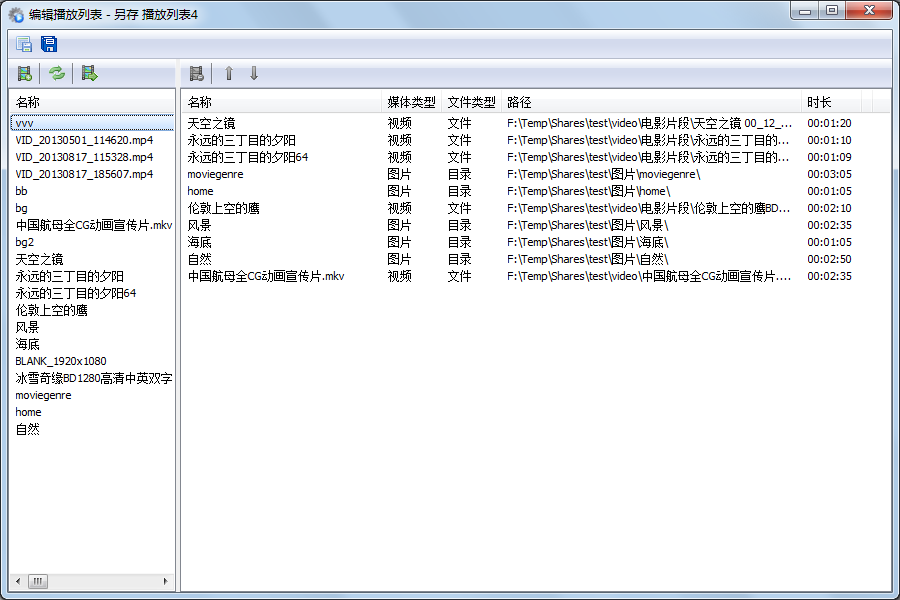 编辑播放列表 - 另存 播放列表4
名称
vvv
VID_20130501_114620.mp4
VID_20130817_115328.mp4
VID_20130817_185607.mp4
bb
bg
中国航母全CG动画宣传片.mkv
bg2
天空之镜
永远的三丁目的夕阳
永远的三丁目的夕阳64
伦敦上空的鹰
风景
海底
BLANK_1920x1080
冰雪奇缘BD1280高清中英双字
moviegenre
home
自然
名称 媒体类型 文件类型 路径 时长
天空之镜 视频 文件 F:\Temp\Shares\test\video\电影片段\天空之镜 00_12_... 00:01:20
永远的三丁目的夕阳 视频 文件 F:\Temp\Shares\test\video\电影片段\永远的三丁目的... 00:01:10
永远的三丁目的夕阳64 视频 文件 F:\Temp\Shares\test\video\电影片段\永远的三丁目的... 00:01:09
moviegenre 图片 目录 F:\Temp\Shares\test\图片\moviegenre\ 00:03:05
home 图片 目录 F:\Temp\Shares\test\图片\home\ 00:01:05
伦敦上空的鹰 视频 文件 F:\Temp\Shares\test\video\电影片段\伦敦上空的鹰BD... 00:02:10
风景 图片 目录 F:\Temp\Shares\test\图片\风景\ 00:02:35
海底 图片 目录 F:\Temp\Shares\test\图片\海底\ 00:01:05
自然 图片 目录 F:\Temp\Shares\test\图片\自然\ 00:02:50
中国航母全CG动画宣传片.mkv 视频 文件 F:\Temp\Shares\test\video\中国航母全CG动画宣传片.... 00:02:35